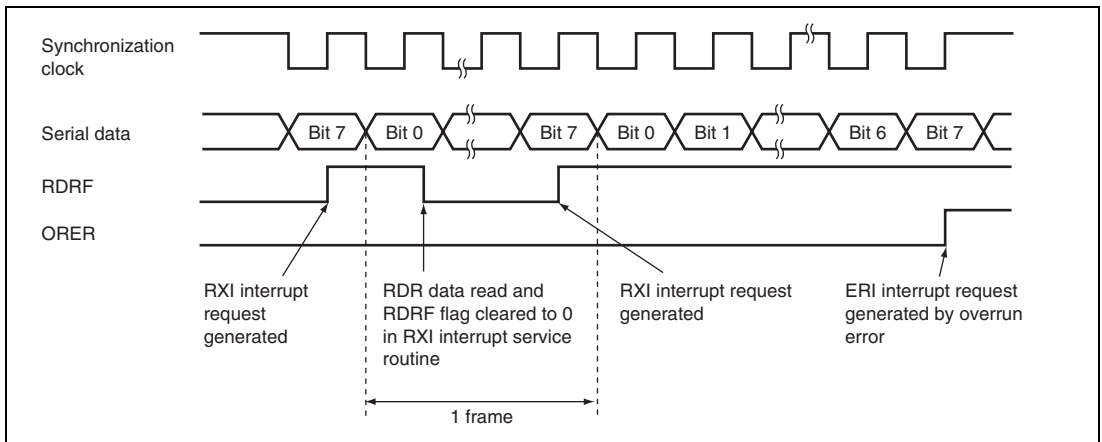 Synchronization
clock
Serial data
Bit 7
Bit 0
Bit 7
Bit 0
Bit 1
Bit 6
Bit 7
RDRF
ORER
RXI interrupt
request
generated
RDR data read and
RDRF flag cleared to 0
in RXI interrupt service
routine
RXI interrupt request
generated
ERI interrupt request
generated by overrun
error
1 frame